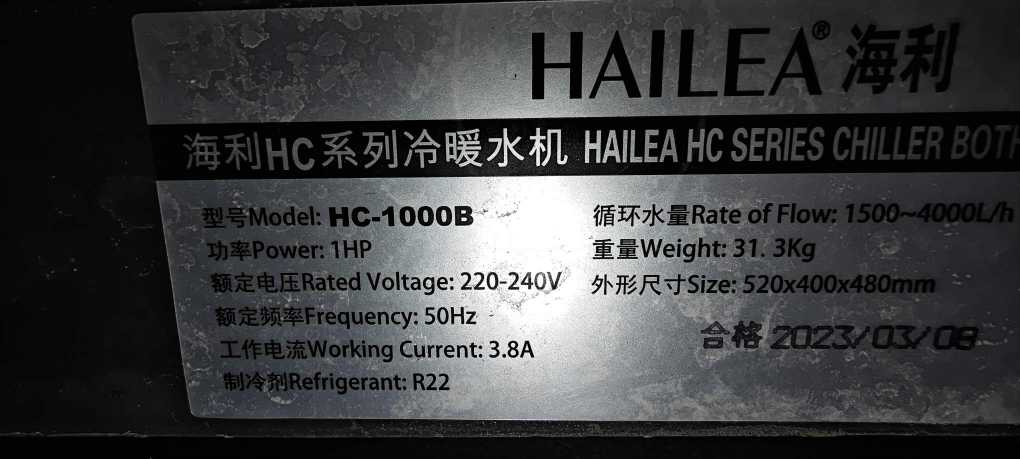 HAILEA® 海利
海利HC系列冷暖水机 HAILEA HC SERIES CHILLER BOTH
型号Model: HC-1000B
循环水量Rate of Flow: 1500~4000L/h
功率Power: 1HP
重量Weight: 31.3Kg
额定电压Rated Voltage: 220-240V
外形尺寸Size: 520x400x480mm
额定频率Frequency: 50Hz
合格 2023/03/08
工作电流Working Current: 3.8A
制冷剂Refrigerant: R22